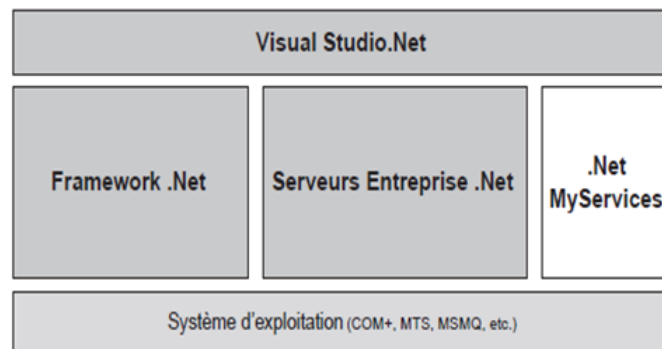 Visual Studio.Net
Framework .Net
Serveurs Entreprise .Net
.Net
MyServices
Système d'exploitation (COM+, MTS, MSMQ, etc.)